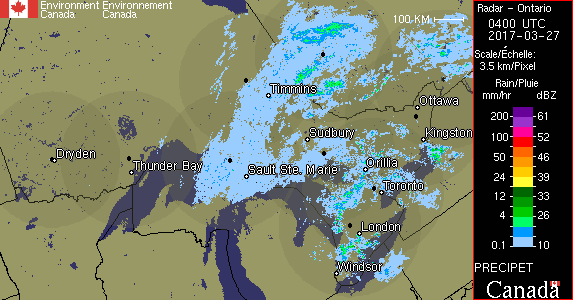 Environment Environnement
Canada Canada
100 KM
Timmins
Ottawa
Sudbury
Kingston
Dryden
Thunder Bay
Sault Ste. Marie
Orillia
Toronto
London
Windsor
Radar - Ontario
0400 UTC
2017-03-27
Scale/Échelle:
3.5 km/Pixel
Rain/Pluie
mm/hr dBZ
200 61
100 52
50 46
24 39
12 33
4 26
0.1 10
PRECIPET
Canada